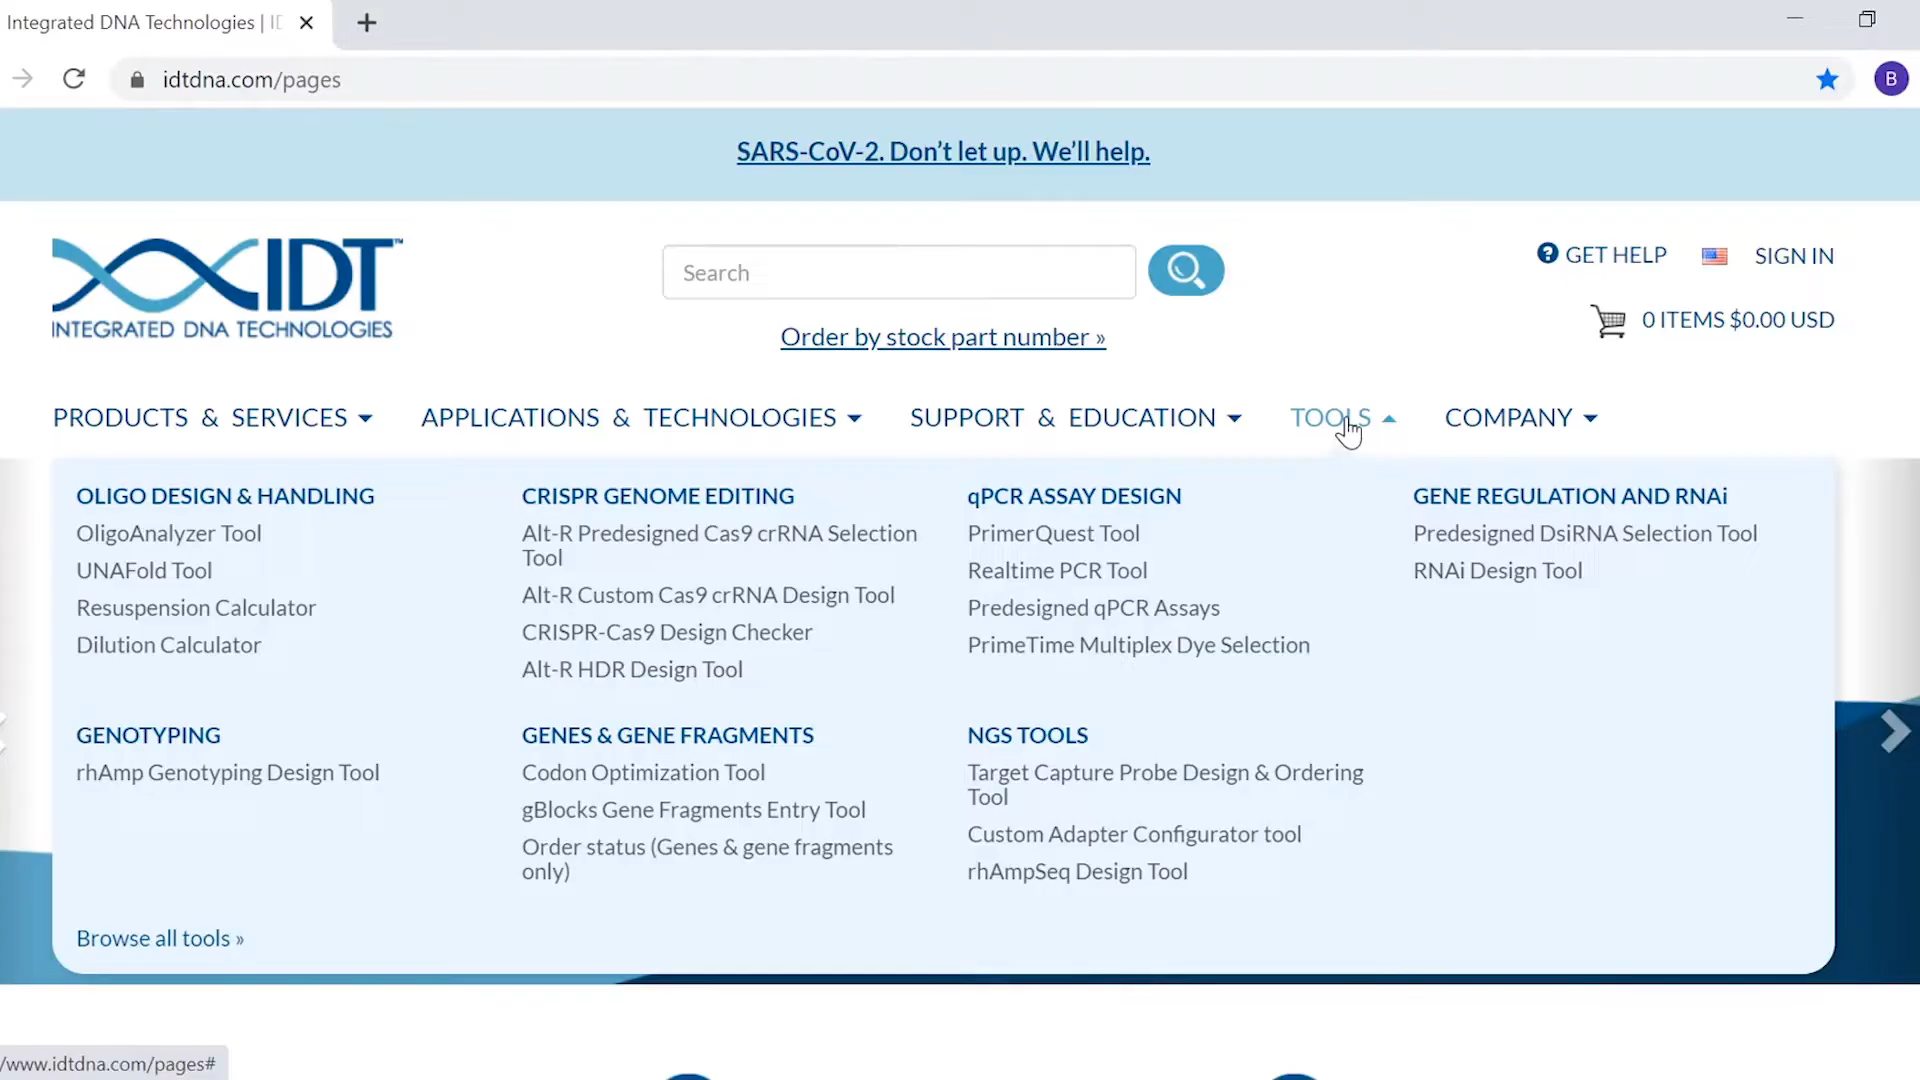 Integrated DNA Technologies | ID
idtdna.com/pages
B
SARS-CoV-2. Don't let up. We'll help.
IDT™
INTEGRATED DNA TECHNOLOGIES
Search
Order by stock part number »
? GET HELP
SIGN IN
0 ITEMS $0.00 USD
PRODUCTS & SERVICES
APPLICATIONS & TECHNOLOGIES
SUPPORT & EDUCATION
TOOLS
COMPANY
OLIGO DESIGN & HANDLING
OligoAnalyzer Tool
UNAFold Tool
Resuspension Calculator
Dilution Calculator
CRISPR GENOME EDITING
Alt-R Predesigned Cas9 crRNA Selection
Tool
Alt-R Custom Cas9 crRNA Design Tool
CRISPR-Cas9 Design Checker
Alt-R HDR Design Tool
qPCR ASSAY DESIGN
PrimerQuest Tool
Realtime PCR Tool
Predesigned qPCR Assays
PrimeTime Multiplex Dye Selection
GENE REGULATION AND RNAi
Predesigned DsiRNA Selection Tool
RNAi Design Tool
GENOTYPING
rhAmp Genotyping Design Tool
GENES & GENE FRAGMENTS
Codon Optimization Tool
gBlocks Gene Fragments Entry Tool
Order status (Genes & gene fragments
only)
NGS TOOLS
Target Capture Probe Design & Ordering
Tool
Custom Adapter Configurator tool
rhAmpSeq Design Tool
Browse all tools »
/www.idtdna.com/pages#